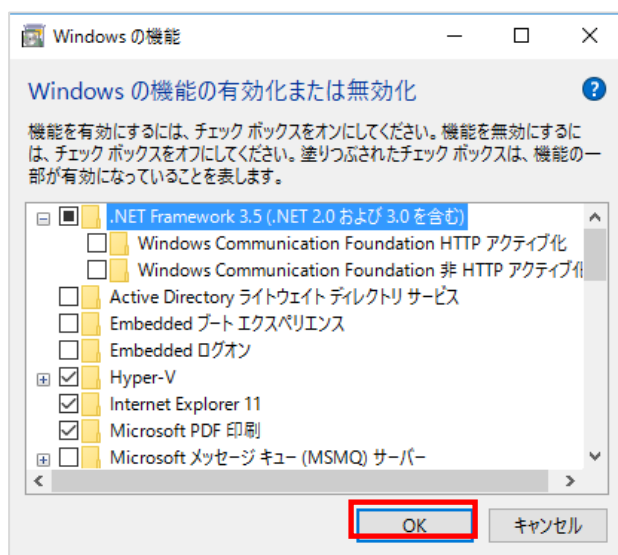 Windows の機能
Windows の機能の有効化または無効化
機能を有効にするには、チェック ボックスをオンにしてください。機能を無効にするに
は、チェック ボックスをオフにしてください。塗りつぶされたチェック ボックスは、機能の一
部が有効になっていることを表します。
.NET Framework 3.5 (.NET 2.0 および 3.0 を含む)
Windows Communication Foundation HTTP アクティブ化
Windows Communication Foundation 非 HTTP アクティブ化
Active Directory ライトウェイト ディレクトリ サービス
Embedded ブート エクスペリエンス
Embedded ログオン
Hyper-V
Internet Explorer 11
Microsoft PDF 印刷
Microsoft メッセージ キュー (MSMQ) サーバー
OK キャンセル